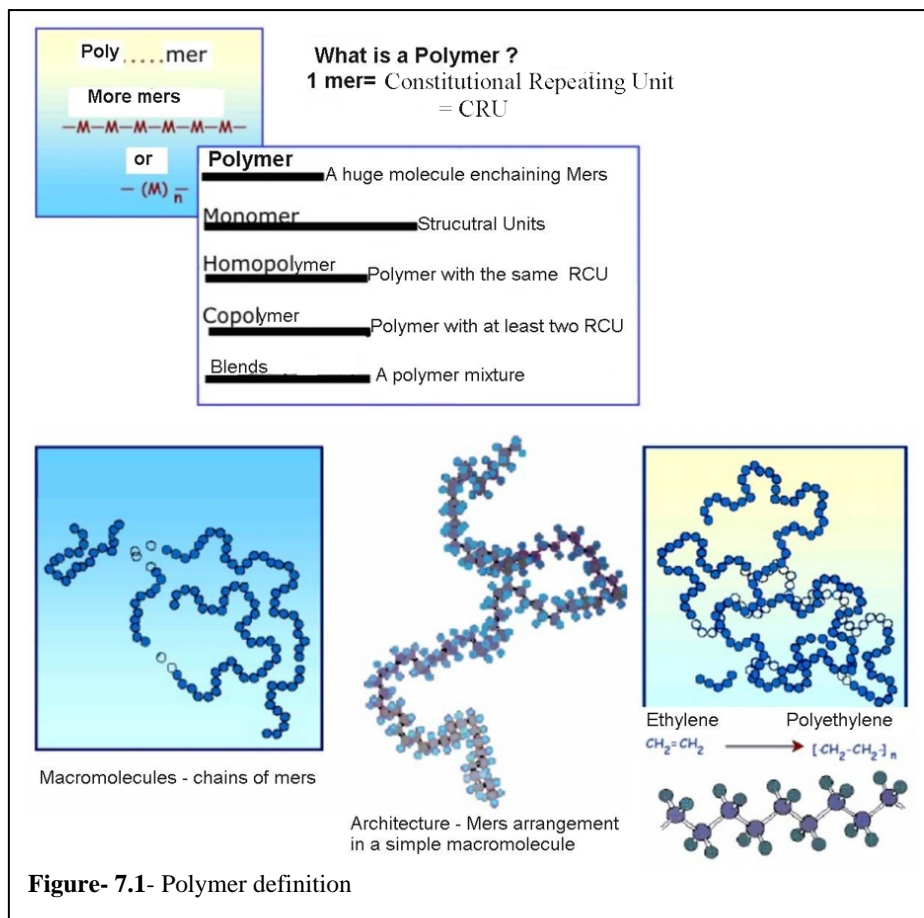 Poly.....mer
More mers
—M—M—M—M—M—M—
or
— (M) n —
What is a Polymer ?
1 mer= Constitutional Repeating Unit
= CRU
Polymer
A huge molecule enchaining Mers
Monomer
Strucutral Units
Homopolymer
Polymer with the same RCU
Copolymer
Polymer with at least two RCU
Blends
A polymer mixture
Macromolecules - chains of mers
Architecture - Mers arrangement
in a simple macromolecule
Ethylene Polyethylene
CH2=CH2 [-CH2-CH2-]n
Figure- 7.1- Polymer definition